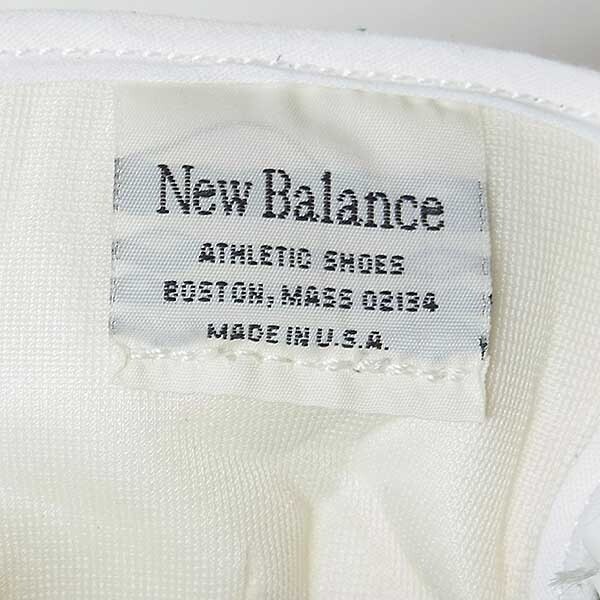 New Balance
ATHLETIC SHOES
BOSTON, MASS 02134
MADE IN U.S.A.